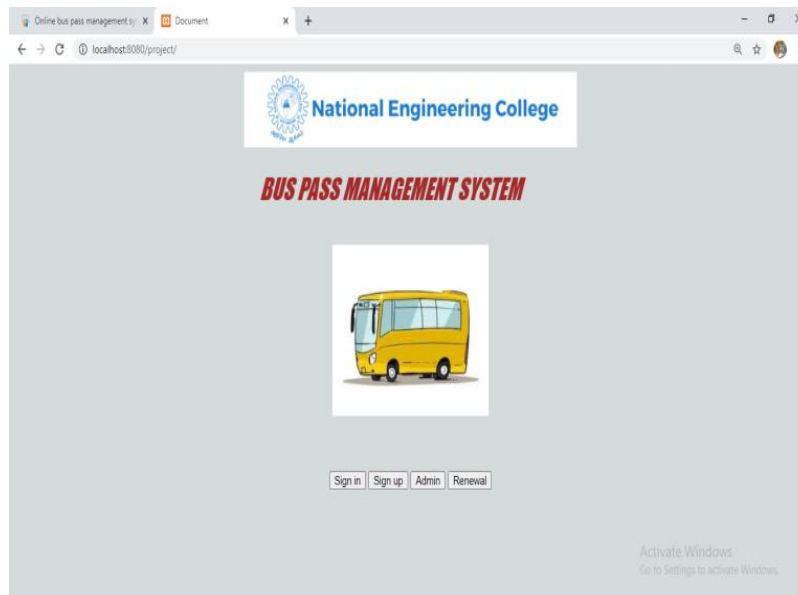 Online bus pass management sy
Document
localhost:8080/project/
National Engineering College
BUS PASS MANAGEMENT SYSTEM
Sign in
Sign up
Admin
Renewal
Activate Windows
Go to Settings to activate Windows.